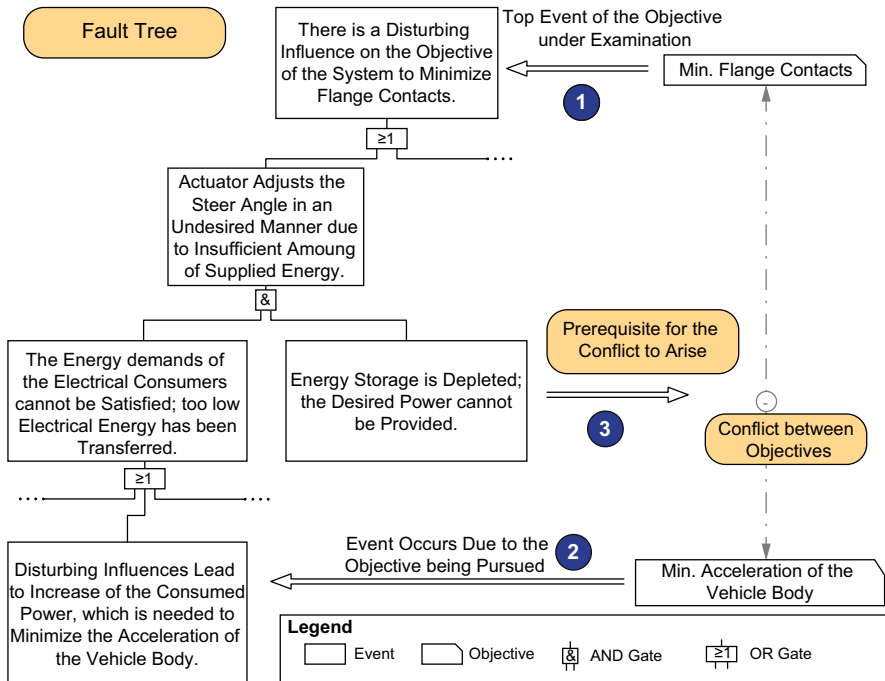 Fault Tree
There is a Disturbing
Influence on the Objective
of the System to Minimize
Flange Contacts.
Top Event of the Objective
under Examination
Min. Flange Contacts
1
≥1
Actuator Adjusts the
Steer Angle in an
Undesired Manner due
to Insufficient Amoung
of Supplied Energy.
&
The Energy demands of
the Electrical Consumers
cannot be Satisfied; too low
Electrical Energy has been
Transferred.
Energy Storage is Depleted;
the Desired Power cannot
be Provided.
Prerequisite for the
Conflict to Arise
3
-
Conflict between
Objectives
≥1
Disturbing Influences Lead
to Increase of the Consumed
Power, which is needed to
Minimize the Acceleration of
the Vehicle Body.
Event Occurs Due to the
Objective being Pursued
2
Min. Acceleration of the
Vehicle Body
Legend
Event
Objective
& AND Gate
≥1 OR Gate